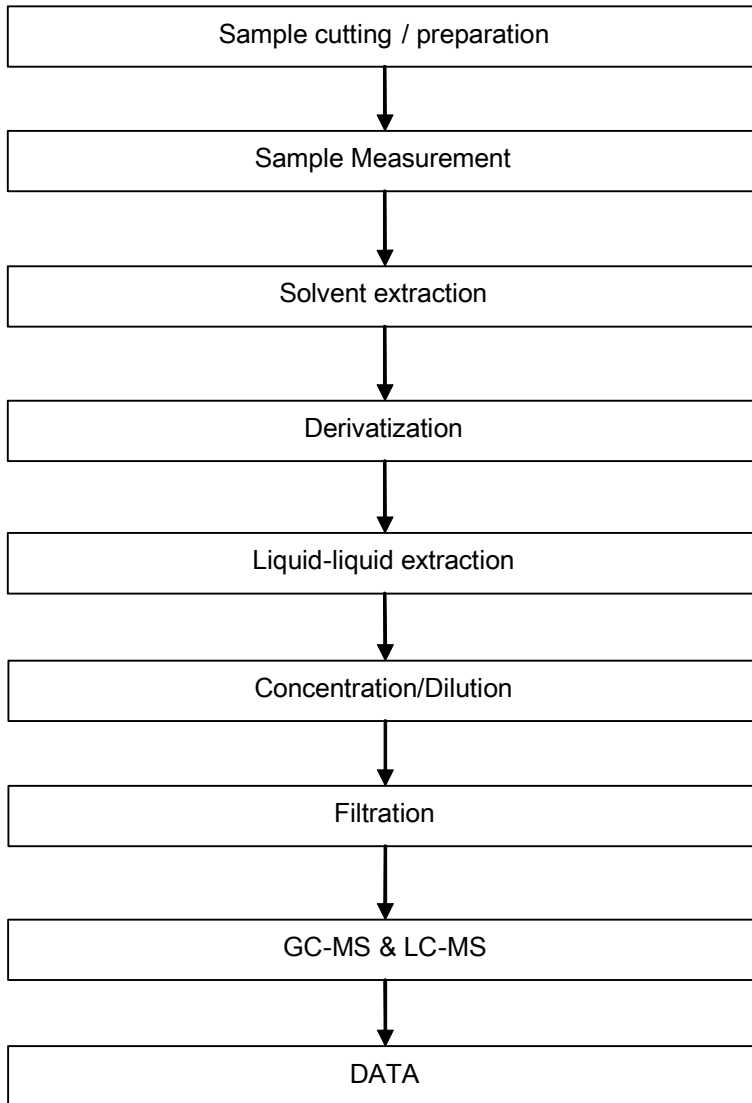 Sample cutting / preparation
Sample Measurement
Solvent extraction
Derivatization
Liquid-liquid extraction
Concentration/Dilution
Filtration
GC-MS & LC-MS
DATA